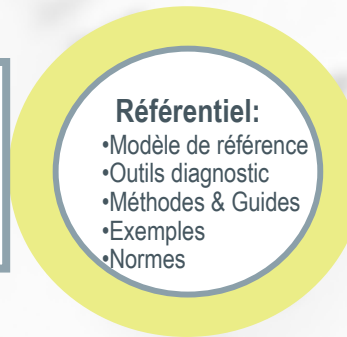 Référentiel:
•Modèle de référence
•Outils diagnostic
•Méthodes & Guides
•Exemples
•Normes